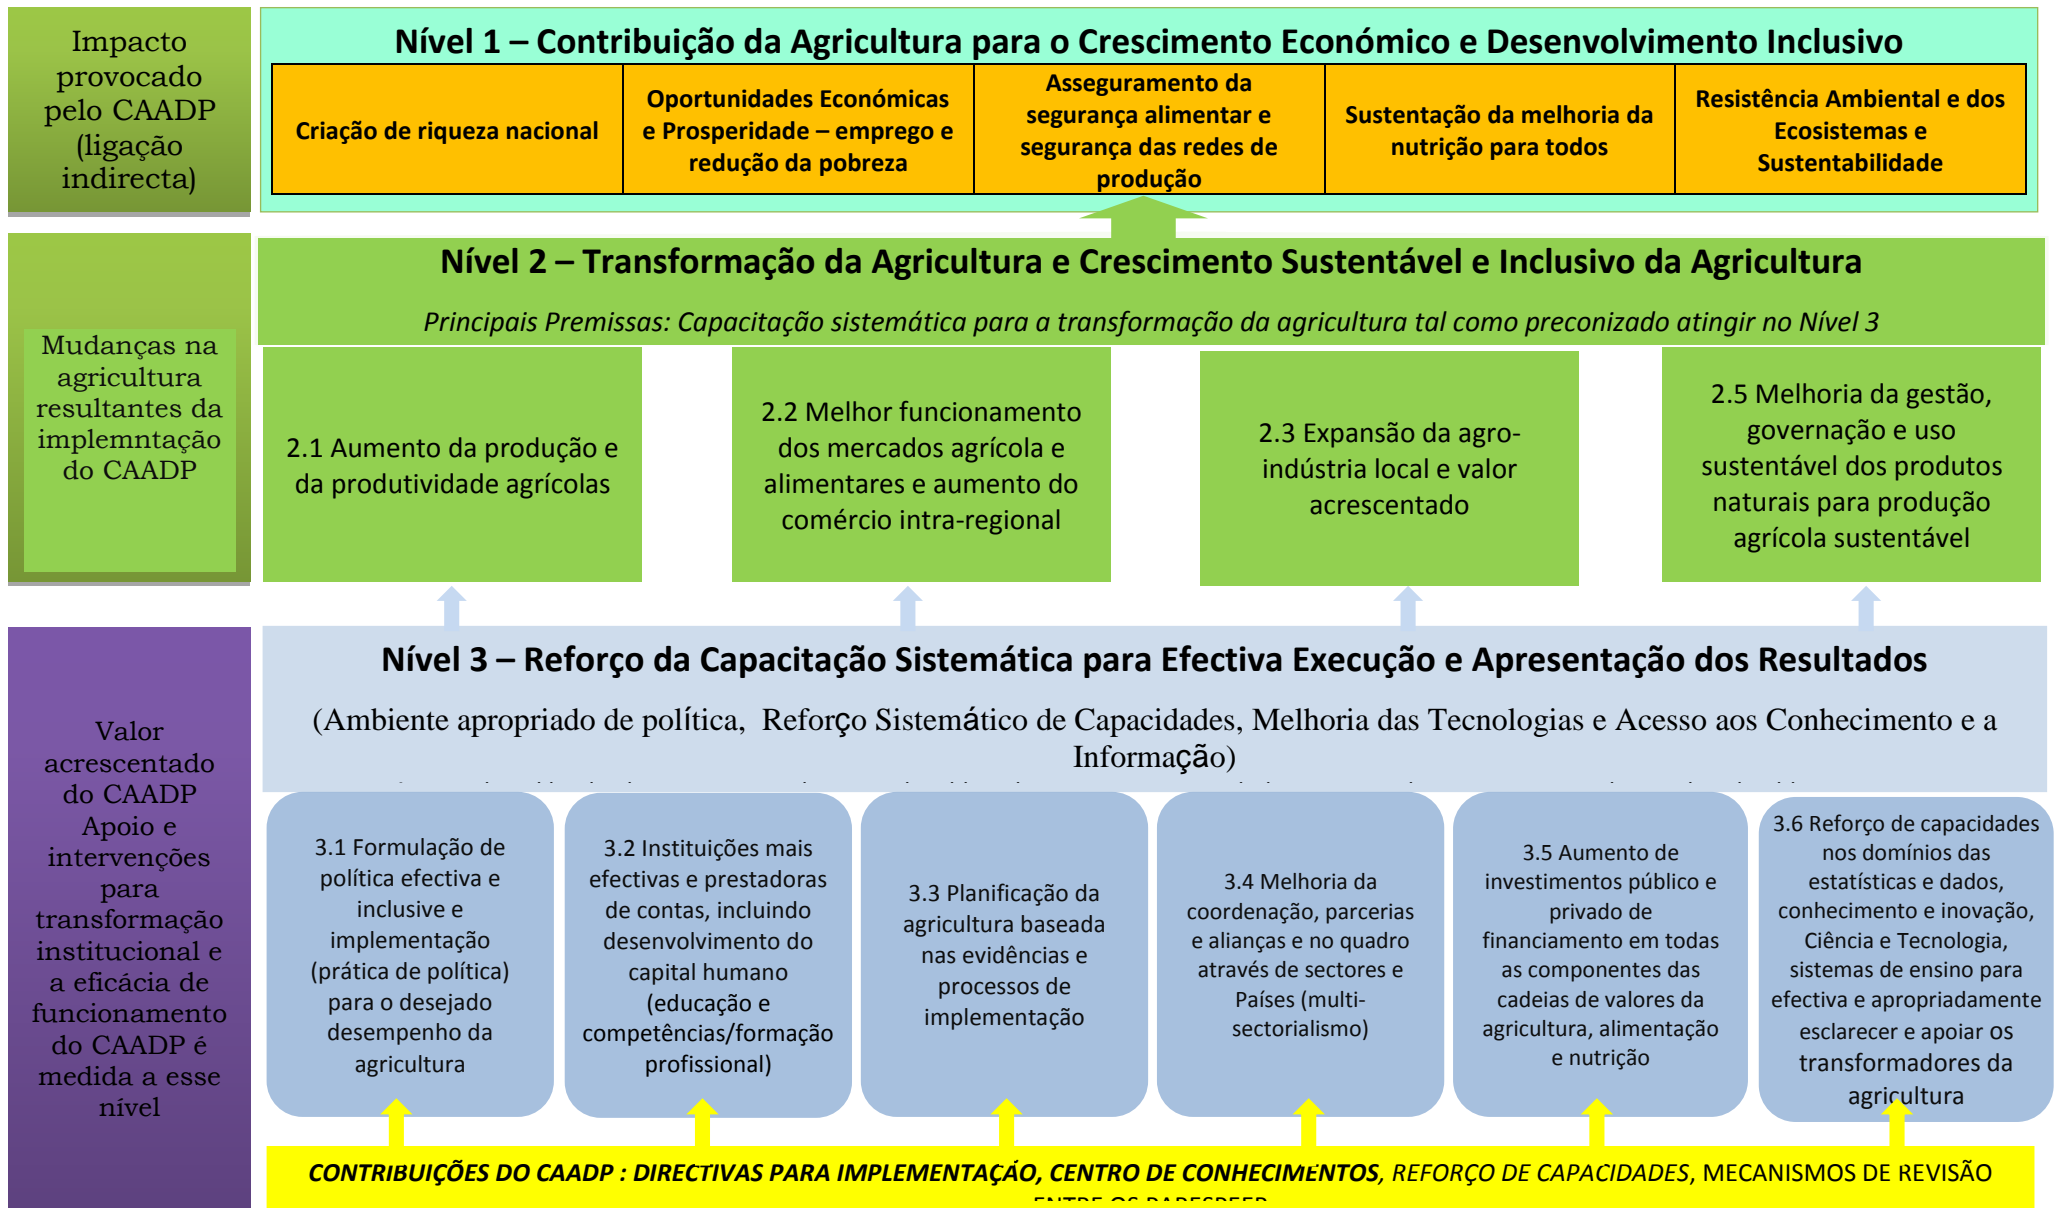 Impacto
provocado
pelo CAADP
(ligação
indirecta)
Nível 1 – Contribuição da Agricultura para o Crescimento Económico e Desenvolvimento Inclusivo
Criação de riqueza nacional
Oportunidades Económicas
e Prosperidade – emprego e
redução da pobreza
Asseguramento da
segurança alimentar e
segurança das redes de
produção
Sustentação da melhoria da
nutrição para todos
Resistência Ambiental e dos
Ecosistemas e
Sustentabilidade
Mudanças na
agricultura
resultantes da
implemntação
do CAADP
Nível 2 – Transformação da Agricultura e Crescimento Sustentável e Inclusivo da Agricultura
Principais Premissas: Capacitação sistemática para a transformação da agricultura tal como preconizado atingir no Nível 3
2.1 Aumento da produção e
da produtividade agrícolas
2.2 Melhor funcionamento
dos mercados agrícola e
alimentares e aumento do
comércio intra-regional
2.3 Expansão da agro-
indústria local e valor
acrescentado
2.5 Melhoria da gestão,
governação e uso
sustentável dos produtos
naturais para produção
agrícola sustentável
Valor
acrescentado
do CAADP
Apoio e
intervenções
para
transformação
institucional e
a eficácia de
funcionamento
do CAADP é
medida a esse
nível
Nível 3 – Reforço da Capacitação Sistemática para Efectiva Execução e Apresentação dos Resultados
(Ambiente apropriado de política, Reforço Sistemático de Capacidades, Melhoria das Tecnologias e Acesso aos Conhecimento e a
Informação)
3.1 Formulação de
política efectiva e
inclusive e
implementação
(prática de política)
para o desejado
desempenho da
agricultura
3.2 Instituições mais
efectivas e prestadoras
de contas, incluindo
desenvolvimento do
capital humano
(educação e
competências/formação
profissional)
3.3 Planificação da
agricultura baseada
nas evidências e
processos de
implementação
3.4 Melhoria da
coordenação, parcerias
e alianças e no quadro
através de sectores e
Países (multi-
sectorialismo)
3.5 Aumento de
investimentos público e
privado de
financiamento em todas
as componentes das
cadeias de valores da
agricultura, alimentação
e nutrição
3.6 Reforço de capacidades
nos domínios das
estatísticas e dados,
conhecimento e inovação,
Ciência e Tecnologia,
sistemas de ensino para
efectiva e apropriadamente
esclarecer e apoiar os
transformadores da
agricultura
CONTRIBUIÇÕES DO CAADP : DIRECTIVAS PARA IMPLEMENTAÇÃO, CENTRO DE CONHECIMENTOS, REFORÇO DE CAPACIDADES, MECANISMOS DE REVISÃO
ENTRE OS